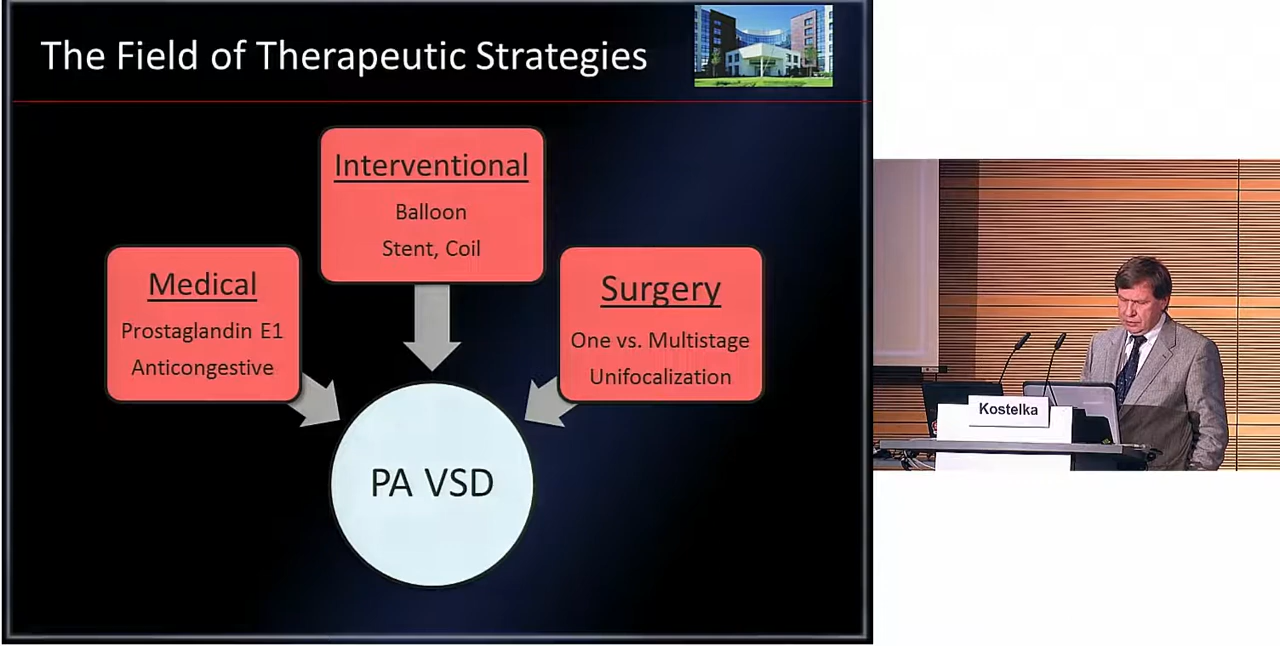 The Field of Therapeutic Strategies
Interventional
Balloon
Stent, Coil
Medical
Prostaglandin E1
Anticongestive
Surgery
One vs. Multistage
Unifocalization
PA VSD
Kostelka